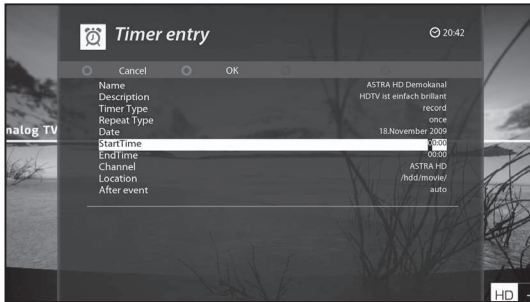 Timer entry
20:42
Cancel OK
Name ASTRA HD Demokanal
Description HDTV ist einfach brillant
Timer Type record
Repeat Type once
Date 18.November 2009
nalog TV
StartTime 00:00
EndTime 00:00
Channel ASTRA HD
Location /hdd/movie/
After event auto
HD